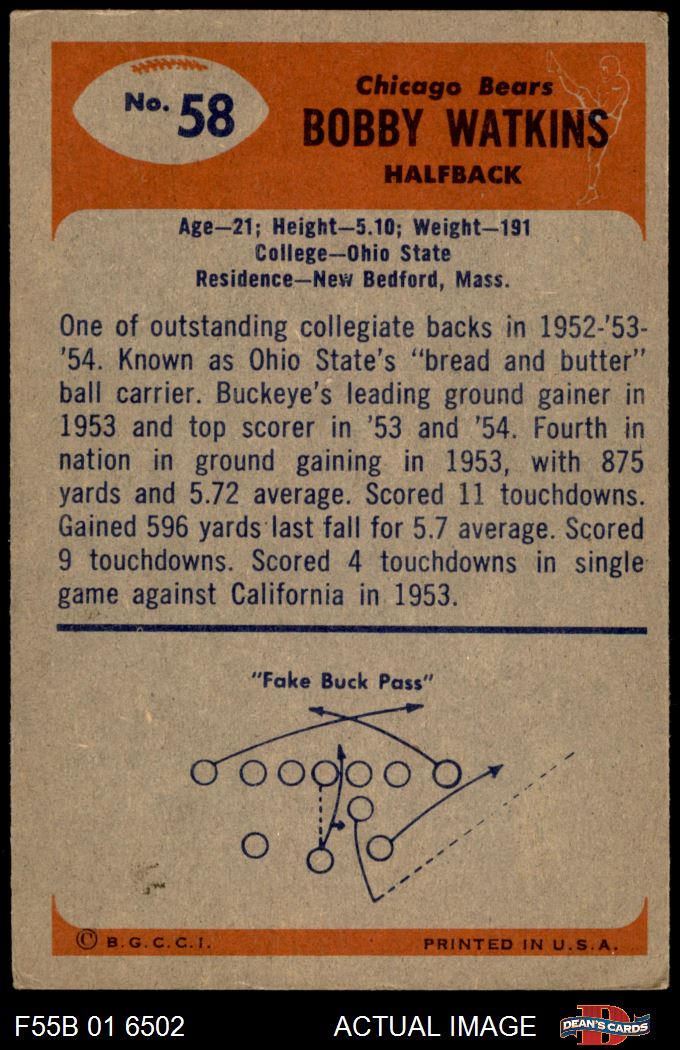 No. 58
Chicago Bears
BOBBY WATKINS
HALFBACK
Age—21; Height—5.10; Weight—191
College—Ohio State
Residence—New Bedford, Mass.
One of outstanding collegiate backs in 1952-'53-
'54. Known as Ohio State's "bread and butter"
ball carrier. Buckeye's leading ground gainer in
1953 and top scorer in '53 and '54. Fourth in
nation in ground gaining in 1953, with 875
yards and 5.72 average. Scored 11 touchdowns.
Gained 596 yards last fall for 5.7 average. Scored
9 touchdowns. Scored 4 touchdowns in single
game against California in 1953.
"Fake Buck Pass"
© B.G.C.C.I.
PRINTED IN U.S.A.
F55B 01 6502
ACTUAL IMAGE
D
DEAN'S CARDS